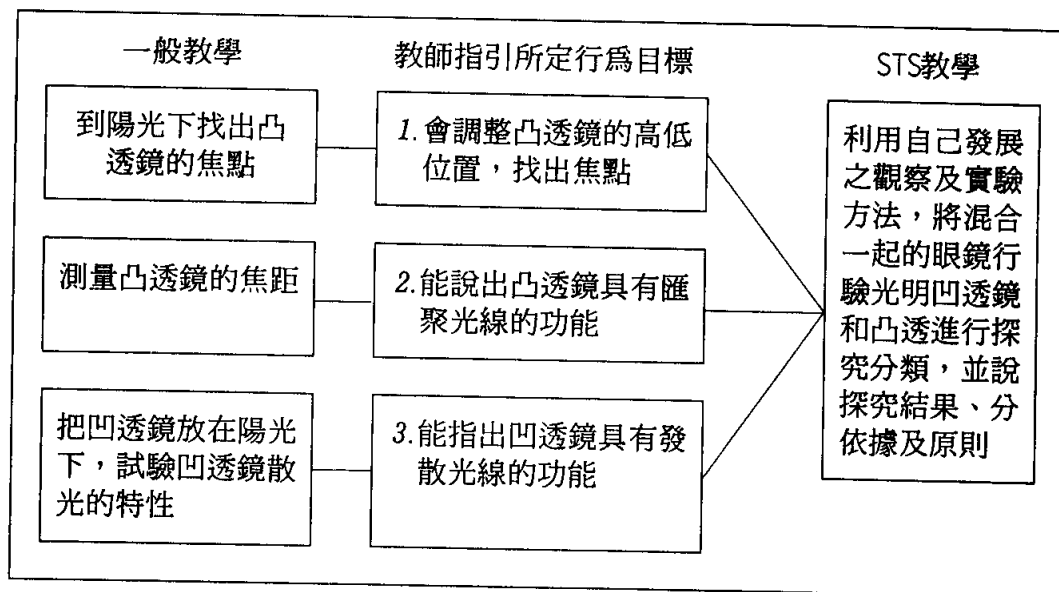 一般教學
到陽光下找出凸
透鏡的焦點
測量凸透鏡的焦距
把凹透鏡放在陽光
下，試驗凹透鏡散
光的特性
教師指引所定行爲目標
1.會調整凸透鏡的高低
位置，找出焦點
2.能說出凸透鏡具有匯
聚光線的功能
3.能指出凹透鏡具有發
散光線的功能
STS教學
利用自己發展
之觀察及實驗
方法，將混合
一起的眼鏡行
驗光明凹透鏡
和凸透進行探
究分類，並說
探究結果、分
依據及原則